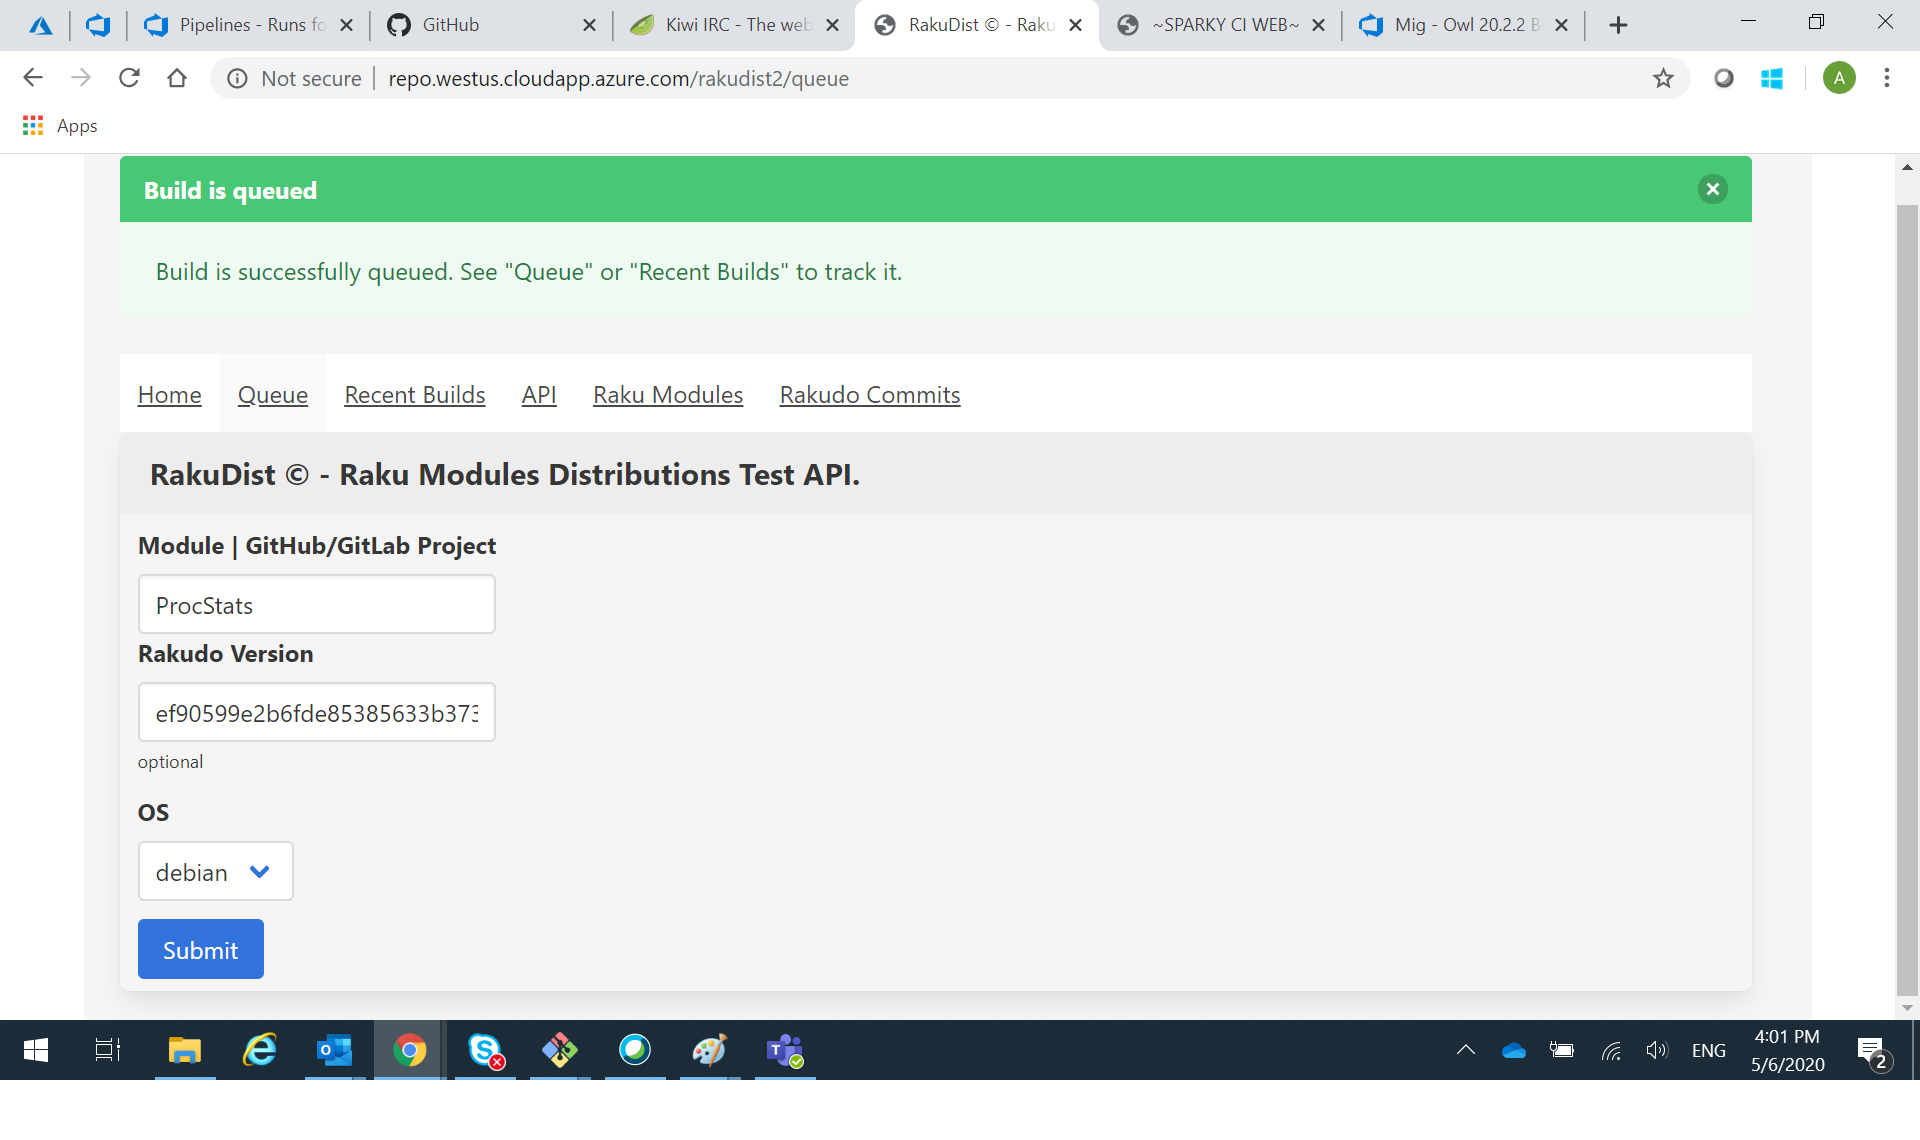 Pipelines - Runs fo
GitHub
Kiwi IRC - The web
RakuDist © - Raku
~SPARKY CI WEB~
Mig - Owl 20.2.2 B
Not secure
repo.westus.cloudapp.azure.com/rakudist2/queue
A
Apps
Build is queued
Build is successfully queued. See "Queue" or "Recent Builds" to track it.
Home
Queue
Recent Builds
API
Raku Modules
Rakudo Commits
RakuDist © - Raku Modules Distributions Test API.
Module | GitHub/GitLab Project
ProcStats
Rakudo Version
ef90599e2b6fde85385633b373
optional
OS
debian
Submit
ENG
4:01 PM
5/6/2020
2